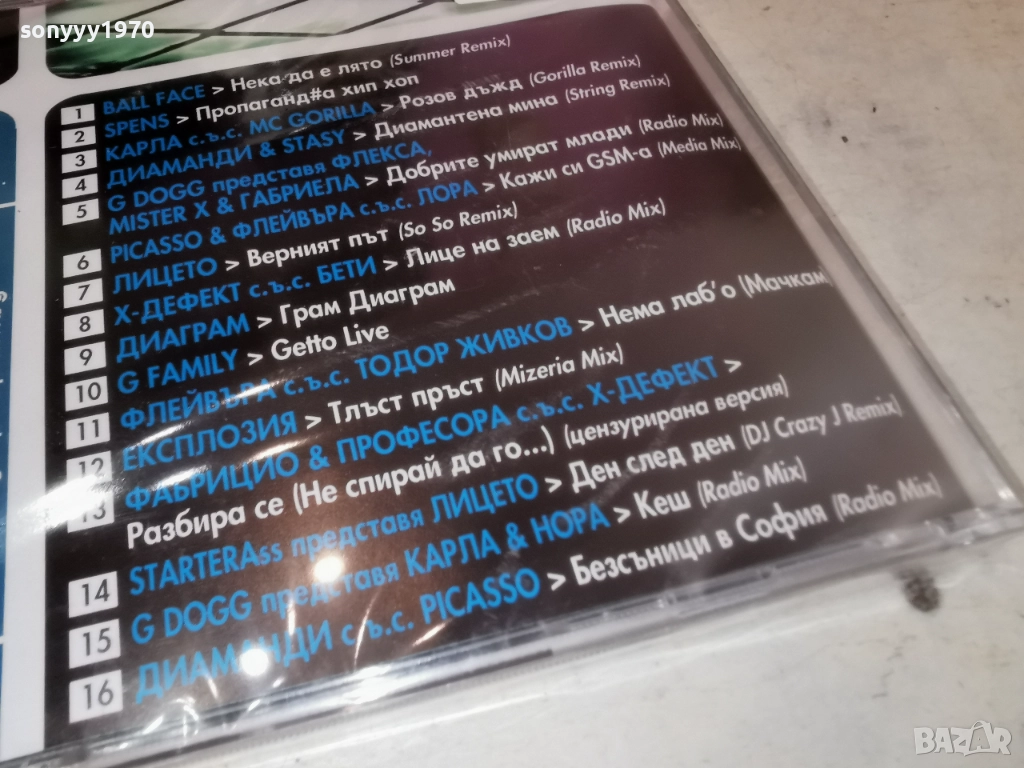 sonyyy1970
1 BALL FACE > Нека да е лято (Summer Remix)
2 SPENS > Пропаганд#а хип хоп
3 КАРЛА с.ъ.с. MC GORILLA > Розов дъжд (Gorilla Remix)
4 ДИАМАНДИ & STASY > Диамантена мина (String Remix)
5 G DOGG представя ФЛЕКСА,
MISTER X & ГАБРИЕЛА > Добрите умират млади (Radio Mix)
6 PICASSO & ФЛЕЙВЪРА с.ъ.с. ЛОРА > Кажи си GSM-а (Media Mix)
7 ЛИЦЕТО > Верният път (So So Remix)
8 X-ДЕФЕКТ с.ъ.с. БЕТИ > Лице на заем (Radio Mix)
9 ДИАГРАМ > Грам Диаграм
10 G FAMILY > Getto Live
11 ФЛЕЙВЪРА с.ъ.с. ТОДОР ЖИВКОВ > Нема лаб'о (Мачкам)
12 ЕКСПЛОЗИЯ > Тлъст пръст (Mizeria Mix)
13 ФАБРИЦИО & ПРОФЕСОРА с.ъ.с. X-ДЕФЕКТ >
Разбира се (Не спирай да го...) (цензурирана версия)
14 STARTERAss представя ЛИЦЕТО > Ден след ден (DJ Crazy J Remix)
15 G DOGG представя КАРЛА & НОРА > Кеш (Radio Mix)
16 ДИАМАНДИ с.ъ.с. PICASSO > Безсъници в София (Radio Mix)
BAZAR